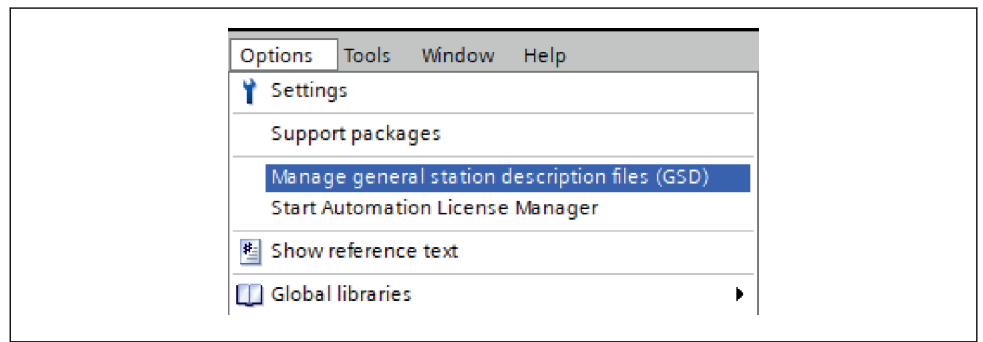 Options Tools Window Help
Settings
Support packages
Manage general station description files (GSD)
Start Automation License Manager
Show reference text
Global libraries